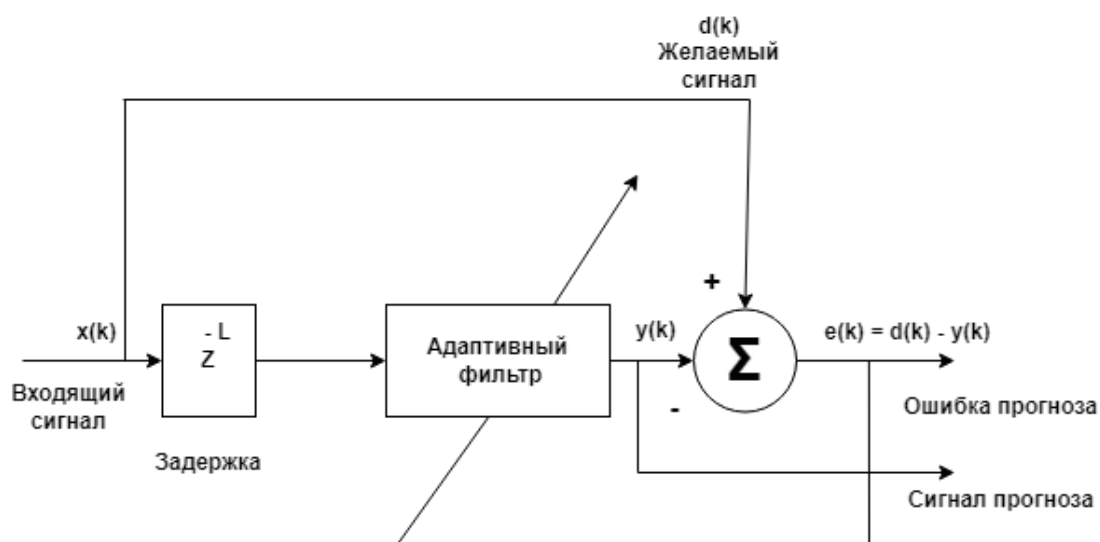 d(k)
Желаемый
сигнал
+
x(k)
- L
Z
Адаптивный
фильтр
y(k)
Σ
e(k) = d(k) - y(k)
Входящий
сигнал
-
Ошибка прогноза
Задержка
Сигнал прогноза